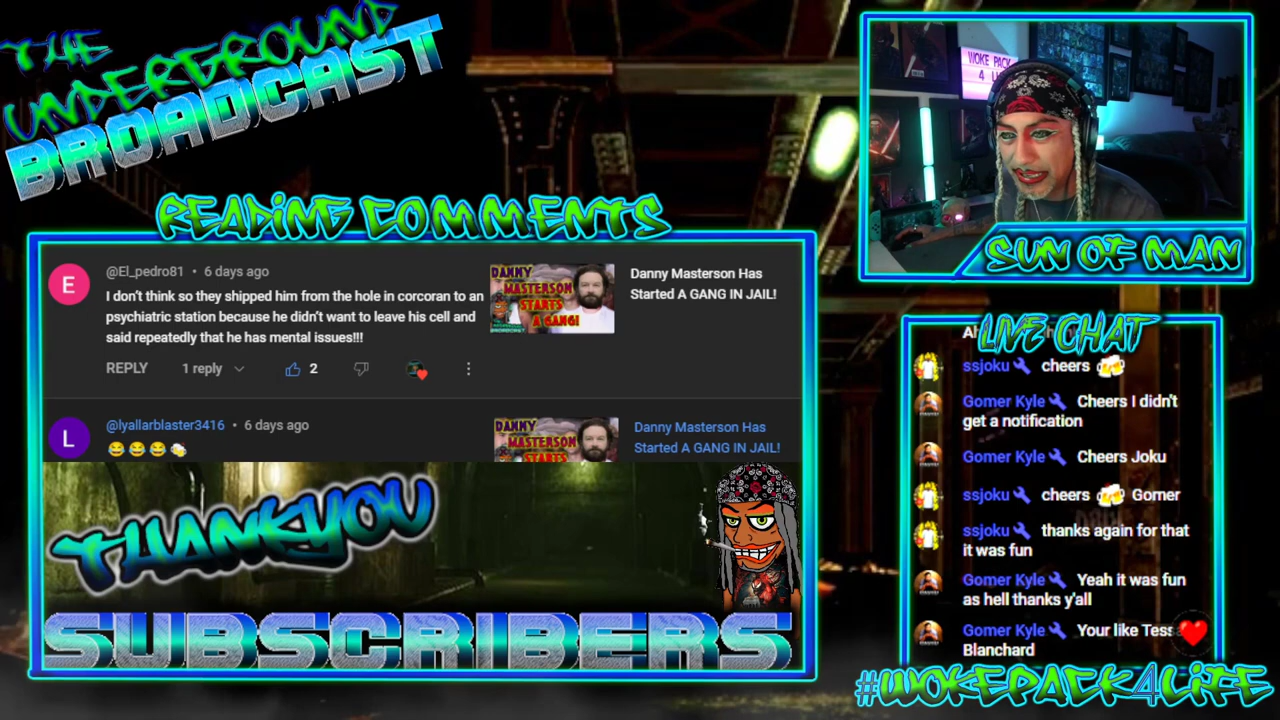 THE
UNDERGROUND
BROADCAST
WOKE PACK
4 L
READING COMMENTS
SUN OF MAN
E
@El_pedro81 • 6 days ago
I don't think so they shipped him from the hole in corcoran to an
psychiatric station because he didn't want to leave his cell and
said repeatedly that he has mental issues!!!
REPLY 1 reply 2
DANNY
MASTERSON
STARTS
A GANG!
Danny Masterson Has
Started A GANG IN JAIL!
L
@lyallarblaster3416 • 6 days ago
😂😂😂🍻
DANNY
MASTERSON
STARTS
Danny Masterson Has
Started A GANG IN JAIL!
THANKYOU
SUBSCRIBERS
LIVE CHAT
ssjoku cheers 🍻
Gomer Kyle Cheers I didn't
get a notification
Gomer Kyle Cheers Joku
ssjoku cheers 🍻 Gomer
ssjoku thanks again for that
it was fun
Gomer Kyle Yeah it was fun
as hell thanks y'all
Gomer Kyle Your like Tess
Blanchard
#WOKEPACK4LIFE